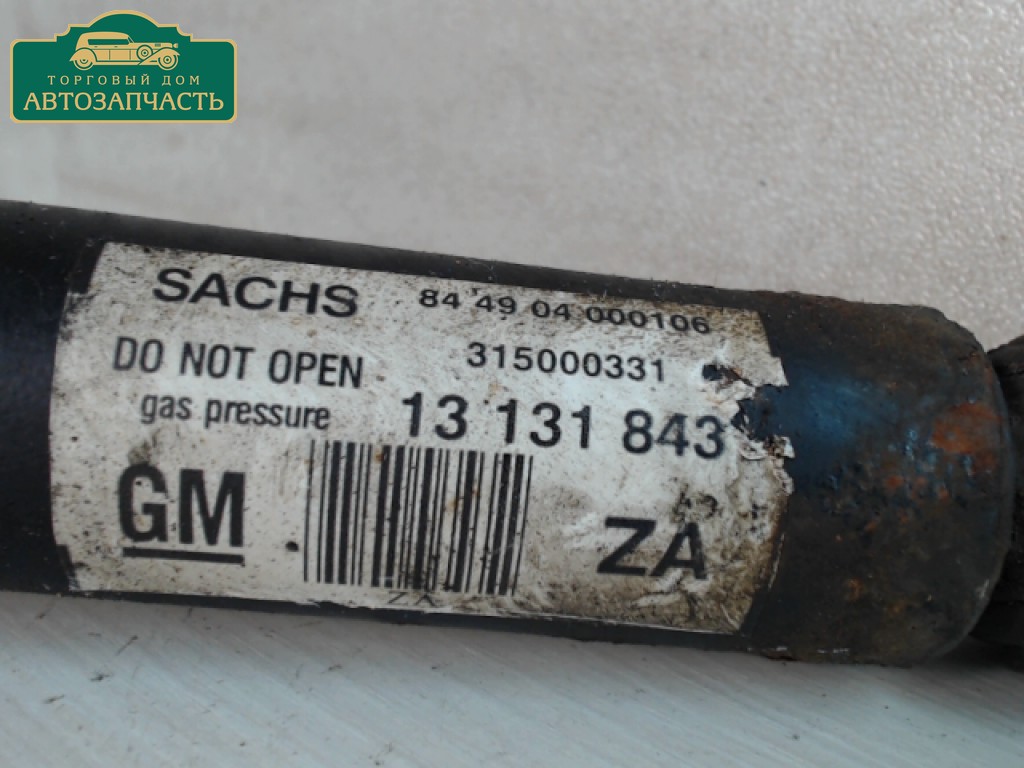 ТОРГОВЫЙ ДОМ
АВТОЗАПЧАСТЬ
SACHS 84 49 04 000106
DO NOT OPEN 315000331
gas pressure 13 131 843
GM ZA
ZA